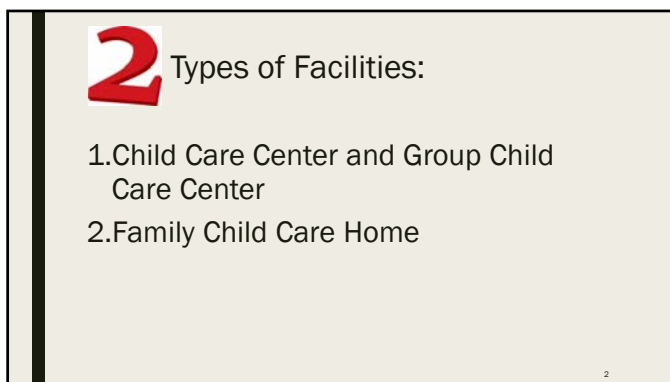 2 Types of Facilities:
1.Child Care Center and Group Child
Care Center
2.Family Child Care Home
2